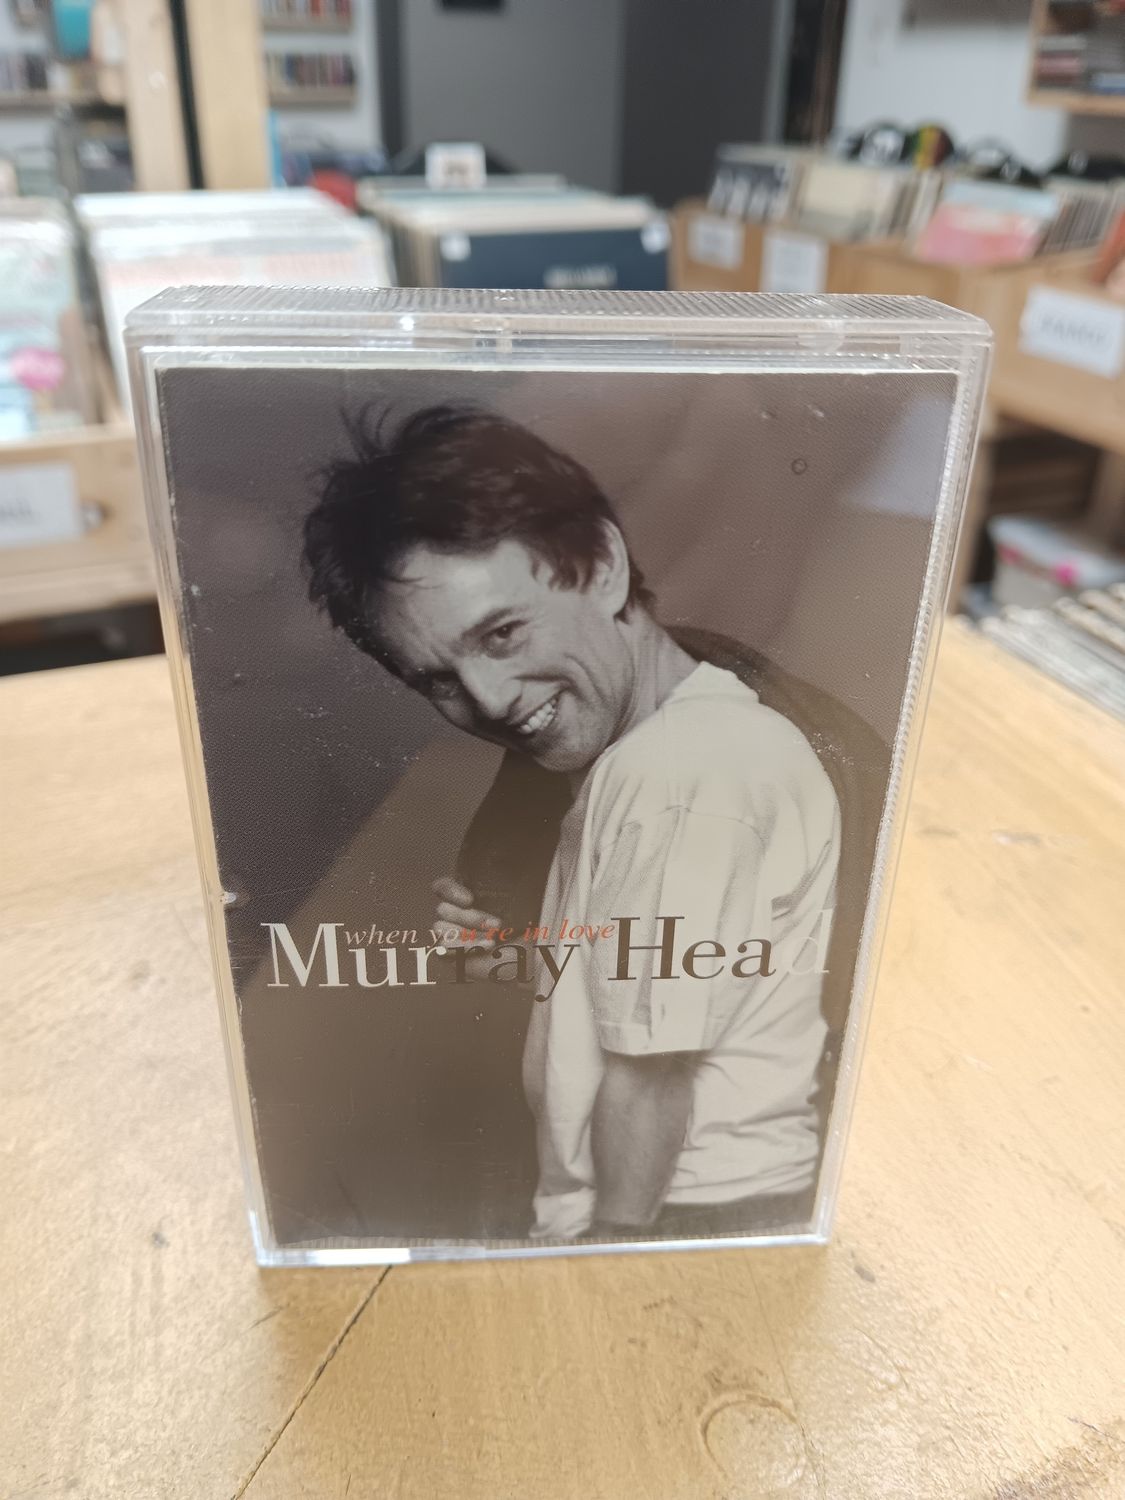 when you're in love
Murray Head